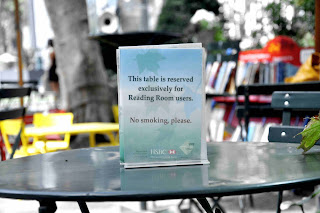 This table is reserved
exclusively for
Reading Room users.
No smoking, please.
HSBC